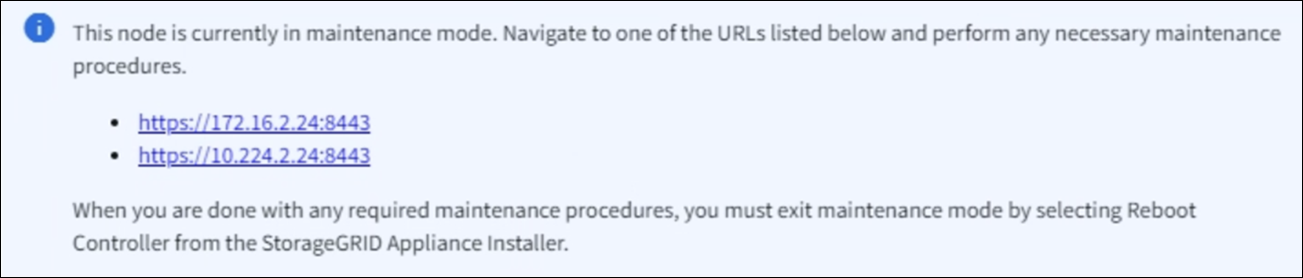 This node is currently in maintenance mode. Navigate to one of the URLs listed below and perform any necessary maintenance
procedures.
• https://172.16.2.24:8443
• https://10.224.2.24:8443
When you are done with any required maintenance procedures, you must exit maintenance mode by selecting Reboot
Controller from the StorageGRID Appliance Installer.